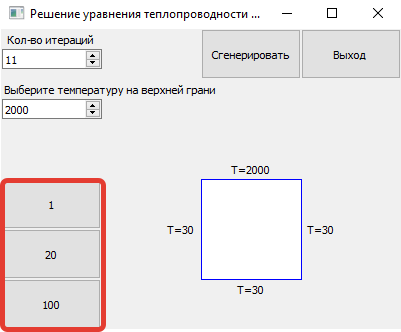 Решение уравнения теплопроводности ...
Кол-во итераций
11
Сгенерировать
Выход
Выберите температуру на верхней грани
2000
T=2000
1
T=30
T=30
20
T=30
100